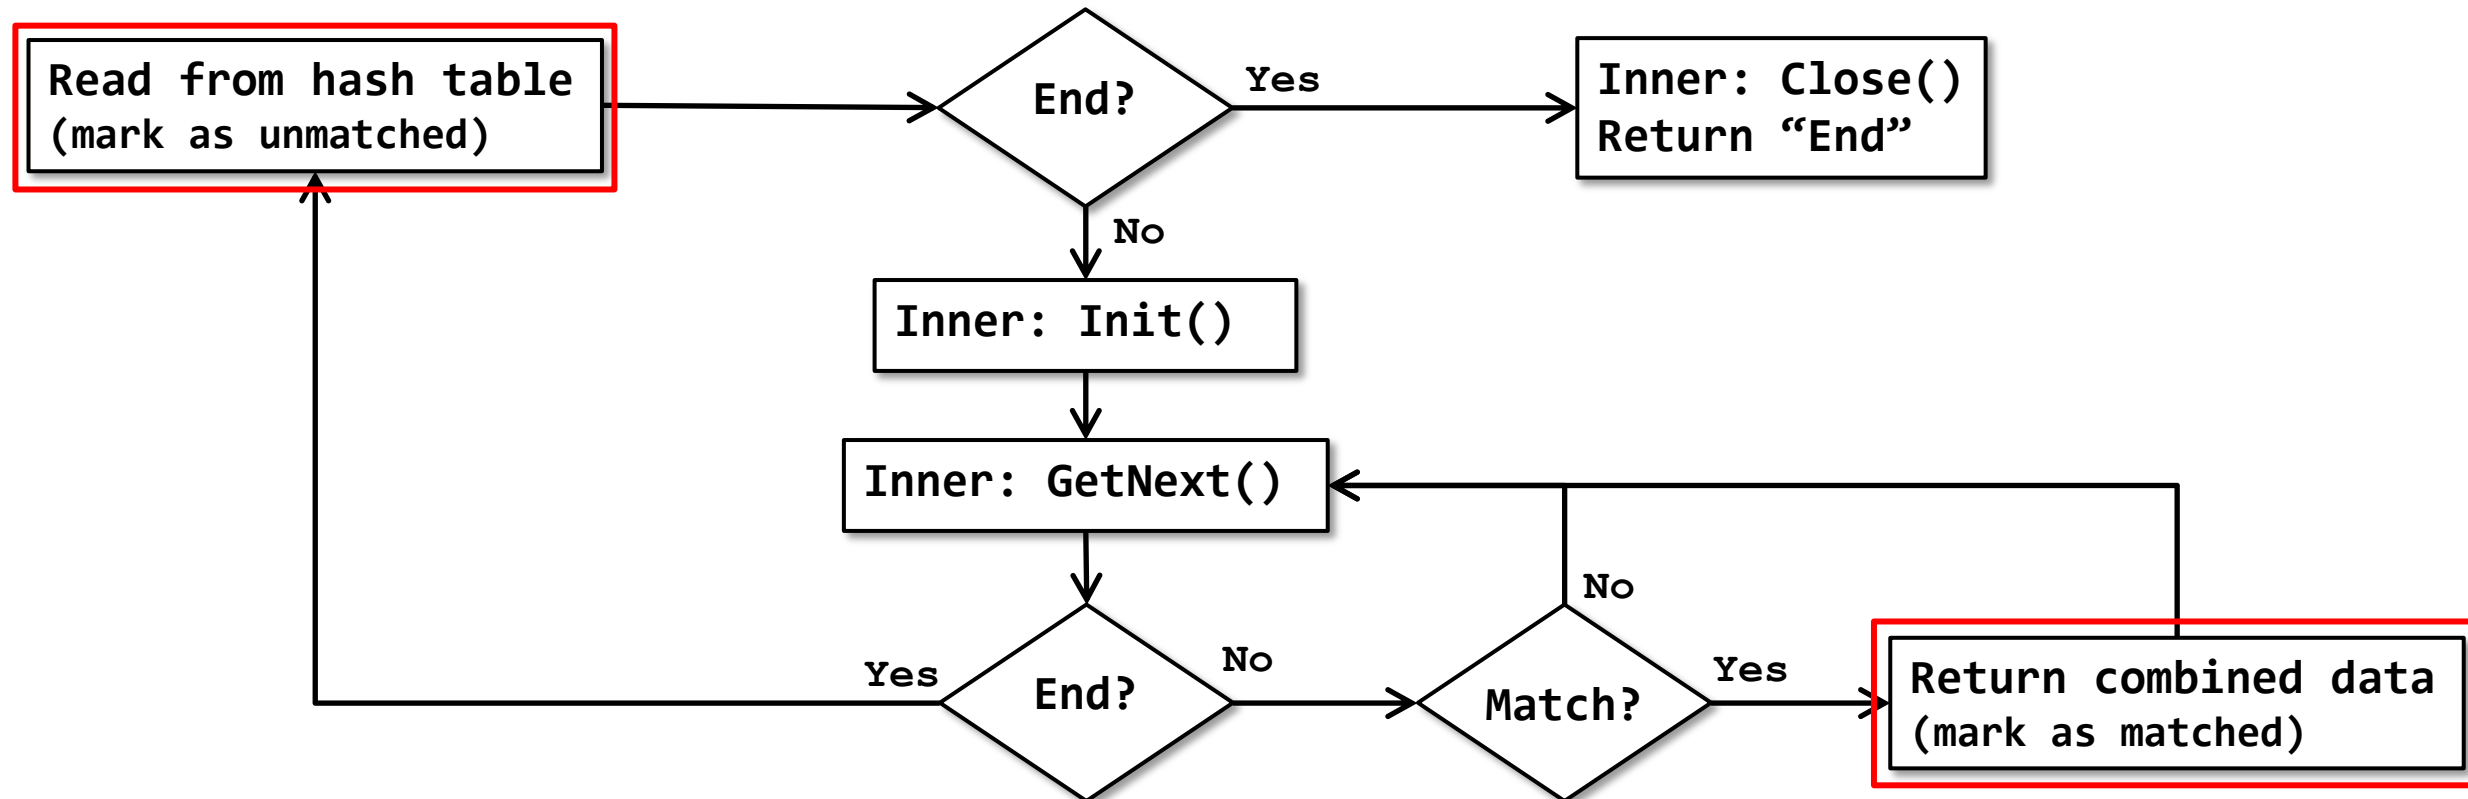 Read from hash table
(mark as unmatched)
End?
Yes
Inner: Close()
Return “End”
No
Inner: Init()
Inner: GetNext()
No
Yes
End?
No
Match?
Yes
Return combined data
(mark as matched)